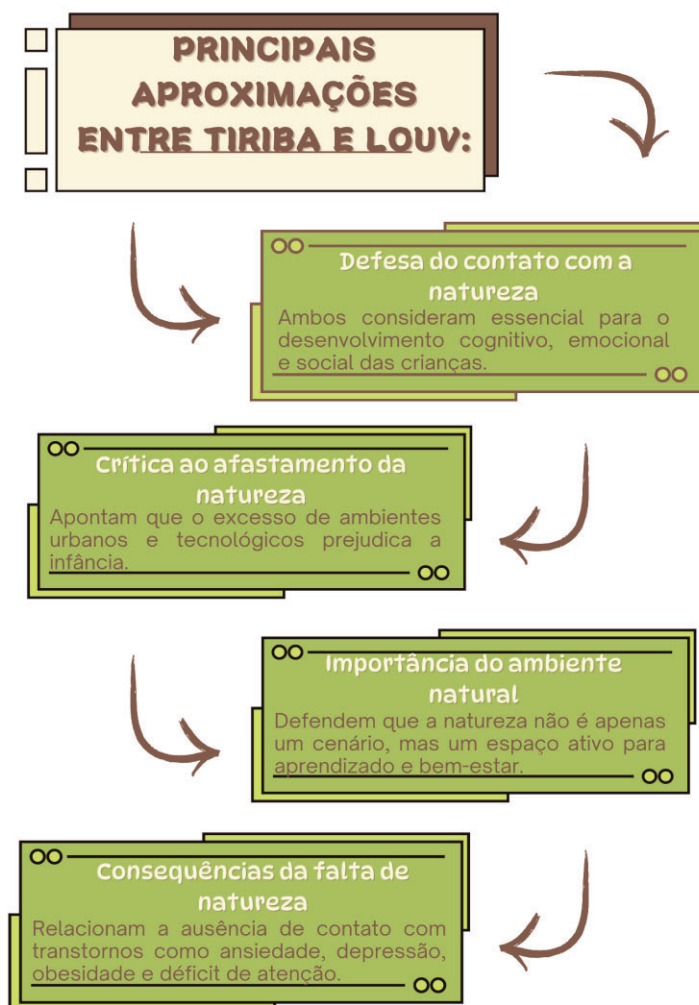 PRINCIPAIS
APROXIMAÇÕES
ENTRE TIRIBA E LOUV:
Defesa do contato com a
natureza
Ambos consideram essencial para o
desenvolvimento cognitivo, emocional
e social das crianças.
Crítica ao afastamento da
natureza
Apontam que o excesso de ambientes
urbanos e tecnológicos prejudica a
infância.
Importância do ambiente
natural
Defendem que a natureza não é apenas
um cenário, mas um espaço ativo para
aprendizado e bem-estar.
Consequências da falta de
natureza
Relacionam a ausência de contato com
transtornos como ansiedade, depressão,
obesidade e déficit de atenção.